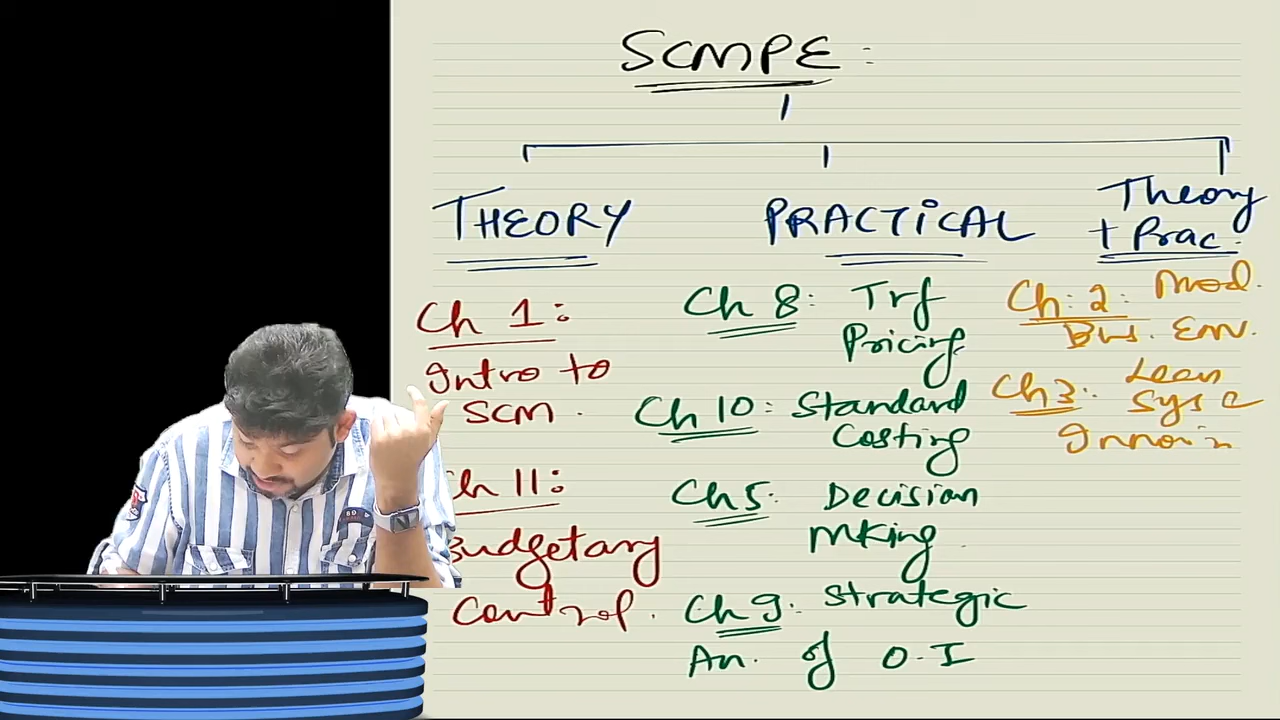 SCMPE :
THEORY
Ch 1:
Intro to
SCM.
Ch 11:
Budgetary
Control.
PRACTICAL
Ch 8: Trf
Pricing
Ch 10: Standard
Costing
Ch 5: Decision
Mking
Ch 9: Strategic
An. of O.I
Theory
+ Prac.
Ch: 2: Mod.
Bus. Env.
Ch 3: Lean
Sys &